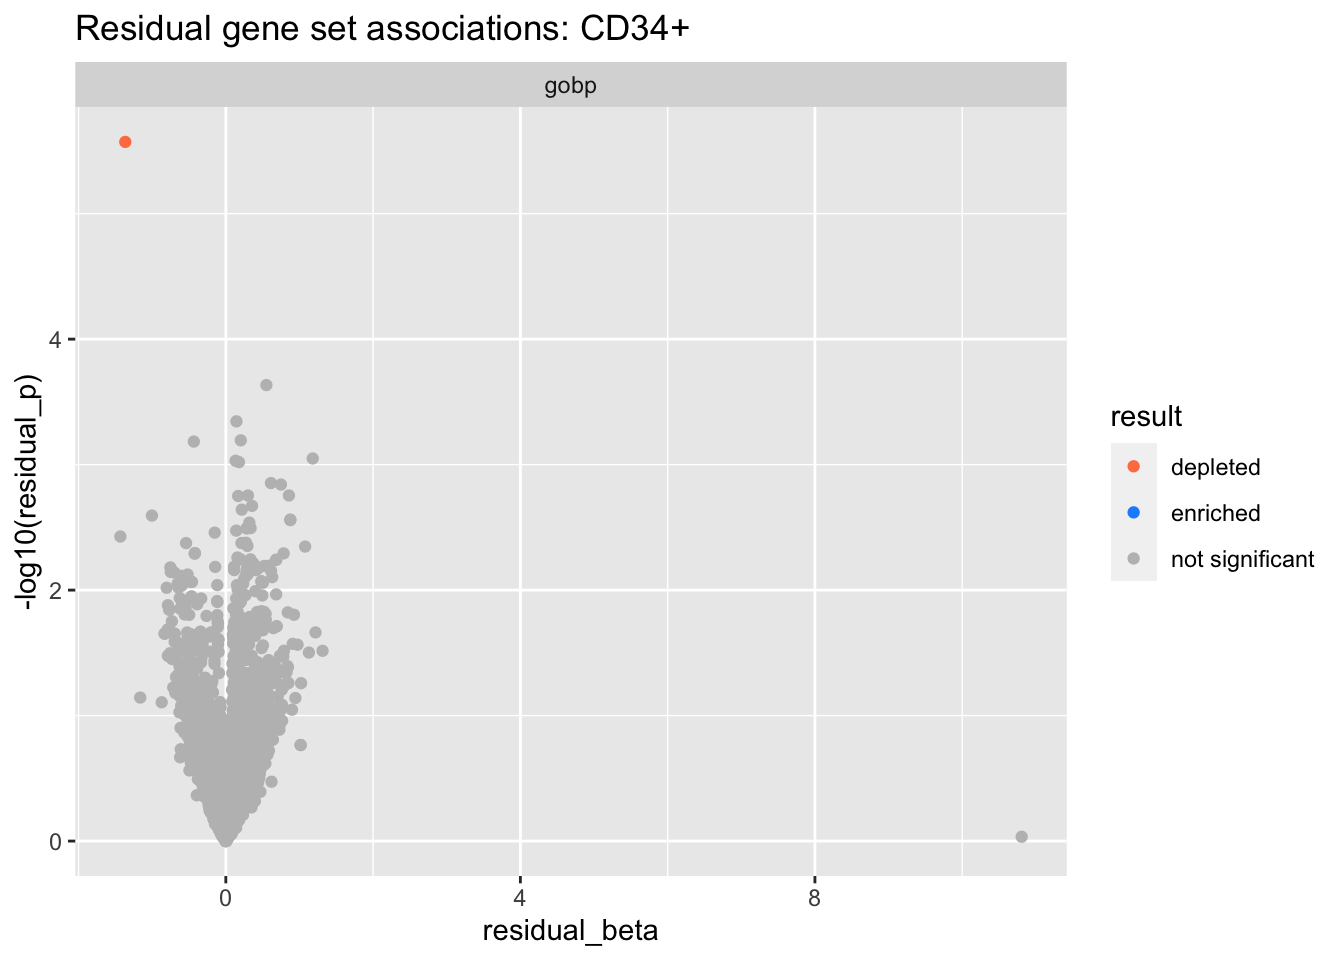 Residual gene set associations: CD34+
gobp
-log10(residual_p)
4
2
0
0 4 8
residual_beta
result
depleted
enriched
not significant